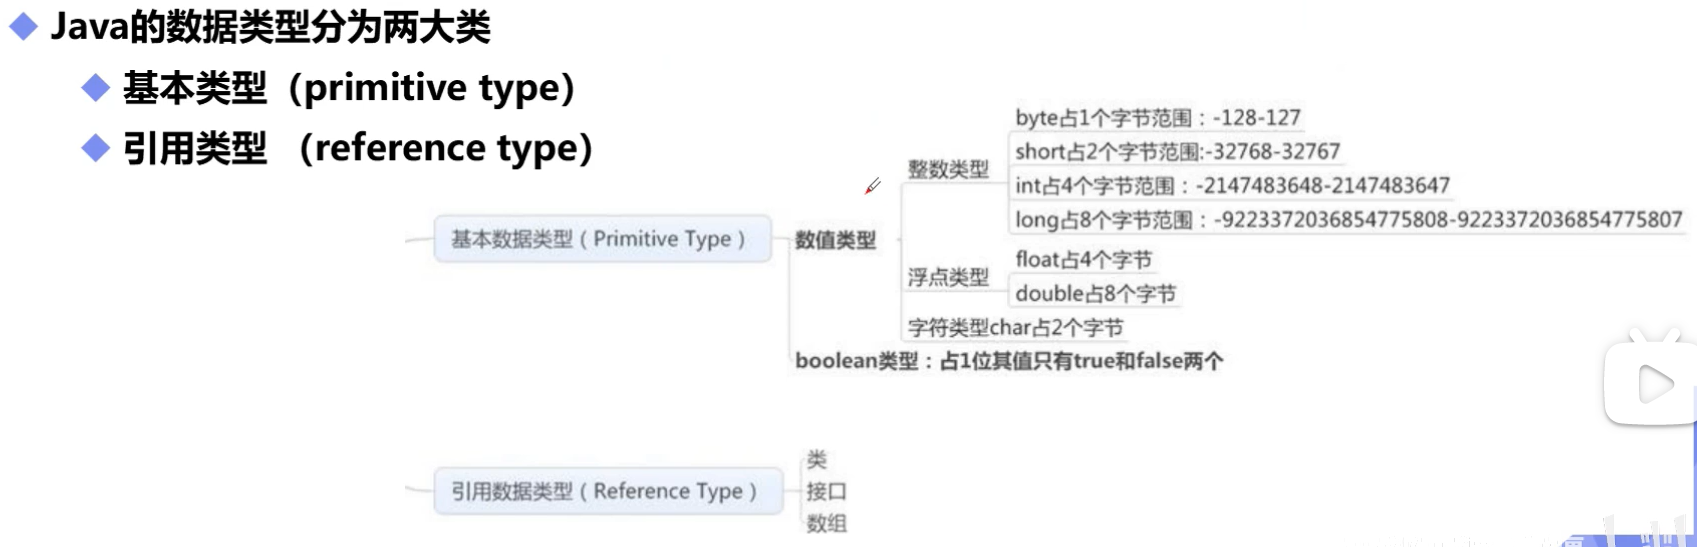 Java的数据类型分为两大类
基本类型（primitive type）
引用类型 （reference type）
byte占1个字节范围：-128-127
short占2个字节范围:-32768-32767
整数类型
int占4个字节范围：-2147483648-2147483647
long占8个字节范围：-9223372036854775808-9223372036854775807
基本数据类型（Primitive Type）
数值类型
float占4个字节
浮点类型
double占8个字节
字符类型char占2个字节
boolean类型：占1位其值只有true和false两个
类
引用数据类型（Reference Type）
接口
数组